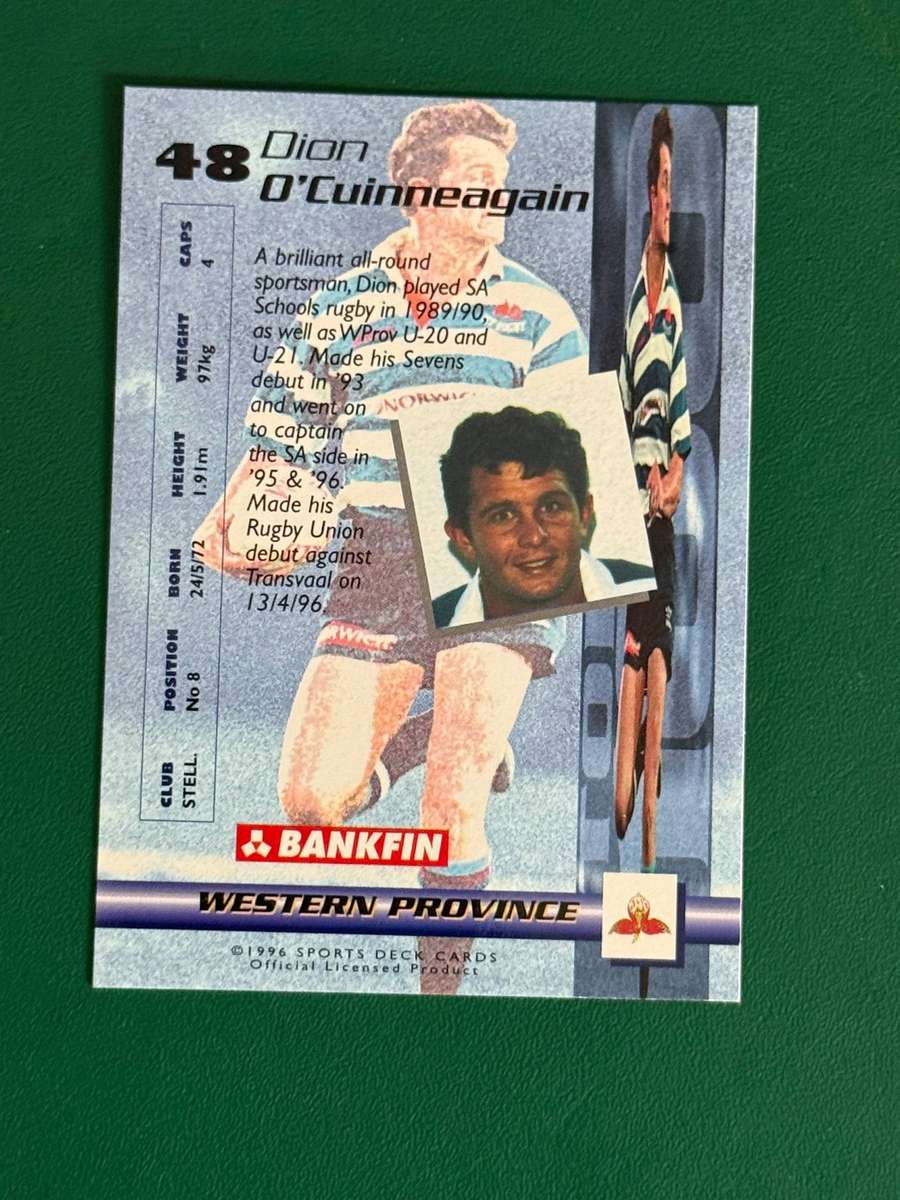 48 Dion
O'Cuinneagain
A brilliant all-round
sportsman, Dion played SA
Schools rugby in 1989/90,
as well as WProv U-20 and
U-21. Made his Sevens
debut in '93
and went on
to captain
the SA side in
'95 & '96.
Made his
Rugby Union
debut against
Transvaal on
13/4/96.
CLUB POSITION BORN HEIGHT WEIGHT CAPS
STELL. No 8 24/5/72 1.91m 97kg 4
NORWIC
RWICH
BANKFIN
WESTERN PROVINCE
©1996 SPORTS DECK CARDS
Official Licensed Product